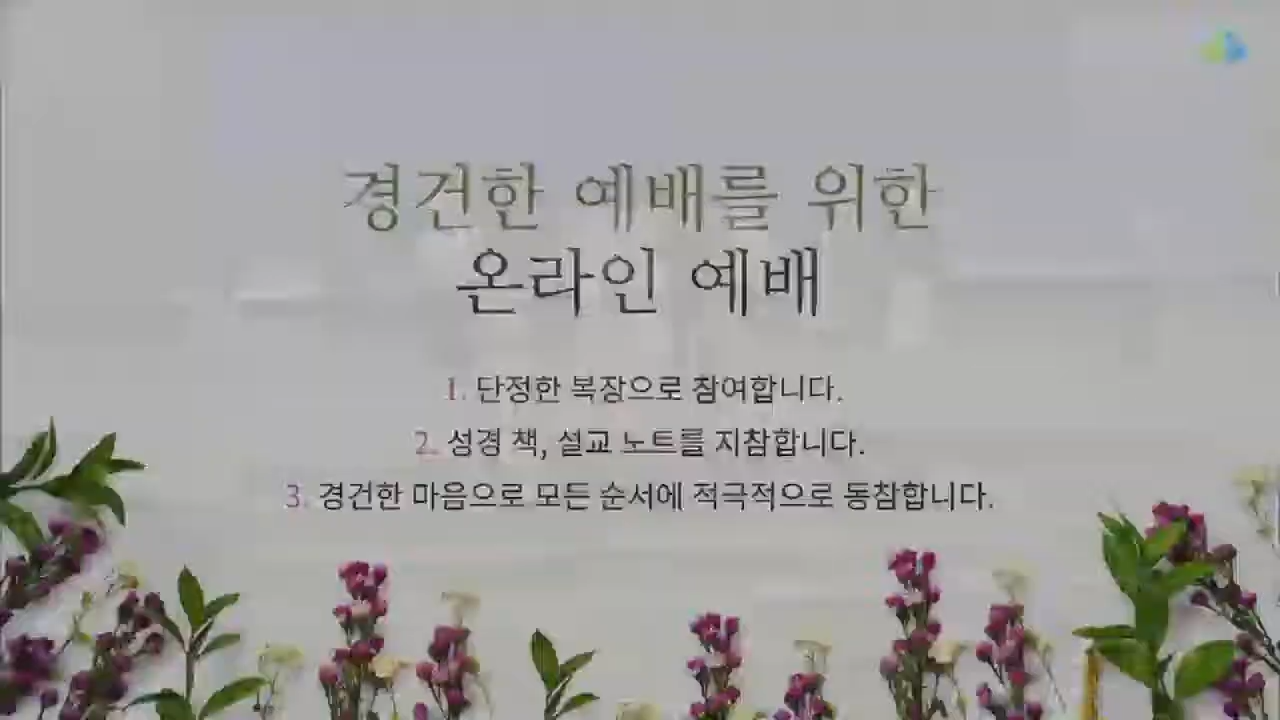 경건한 예배를 위한
온라인 예배
1. 단정한 복장으로 참여합니다.
2. 성경 책, 설교 노트를 지참합니다.
3. 경건한 마음으로 모든 순서에 적극적으로 동참합니다.